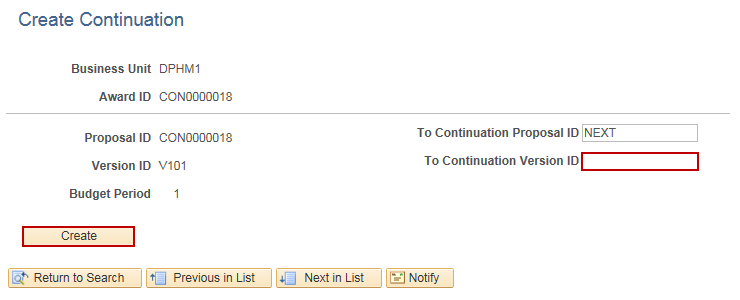 Create Continuation
Business Unit DPHM1
Award ID CON0000018
Proposal ID CON0000018
To Continuation Proposal ID NEXT
Version ID V101
To Continuation Version ID
Budget Period 1
Create
Return to Search Previous in List Next in List Notify